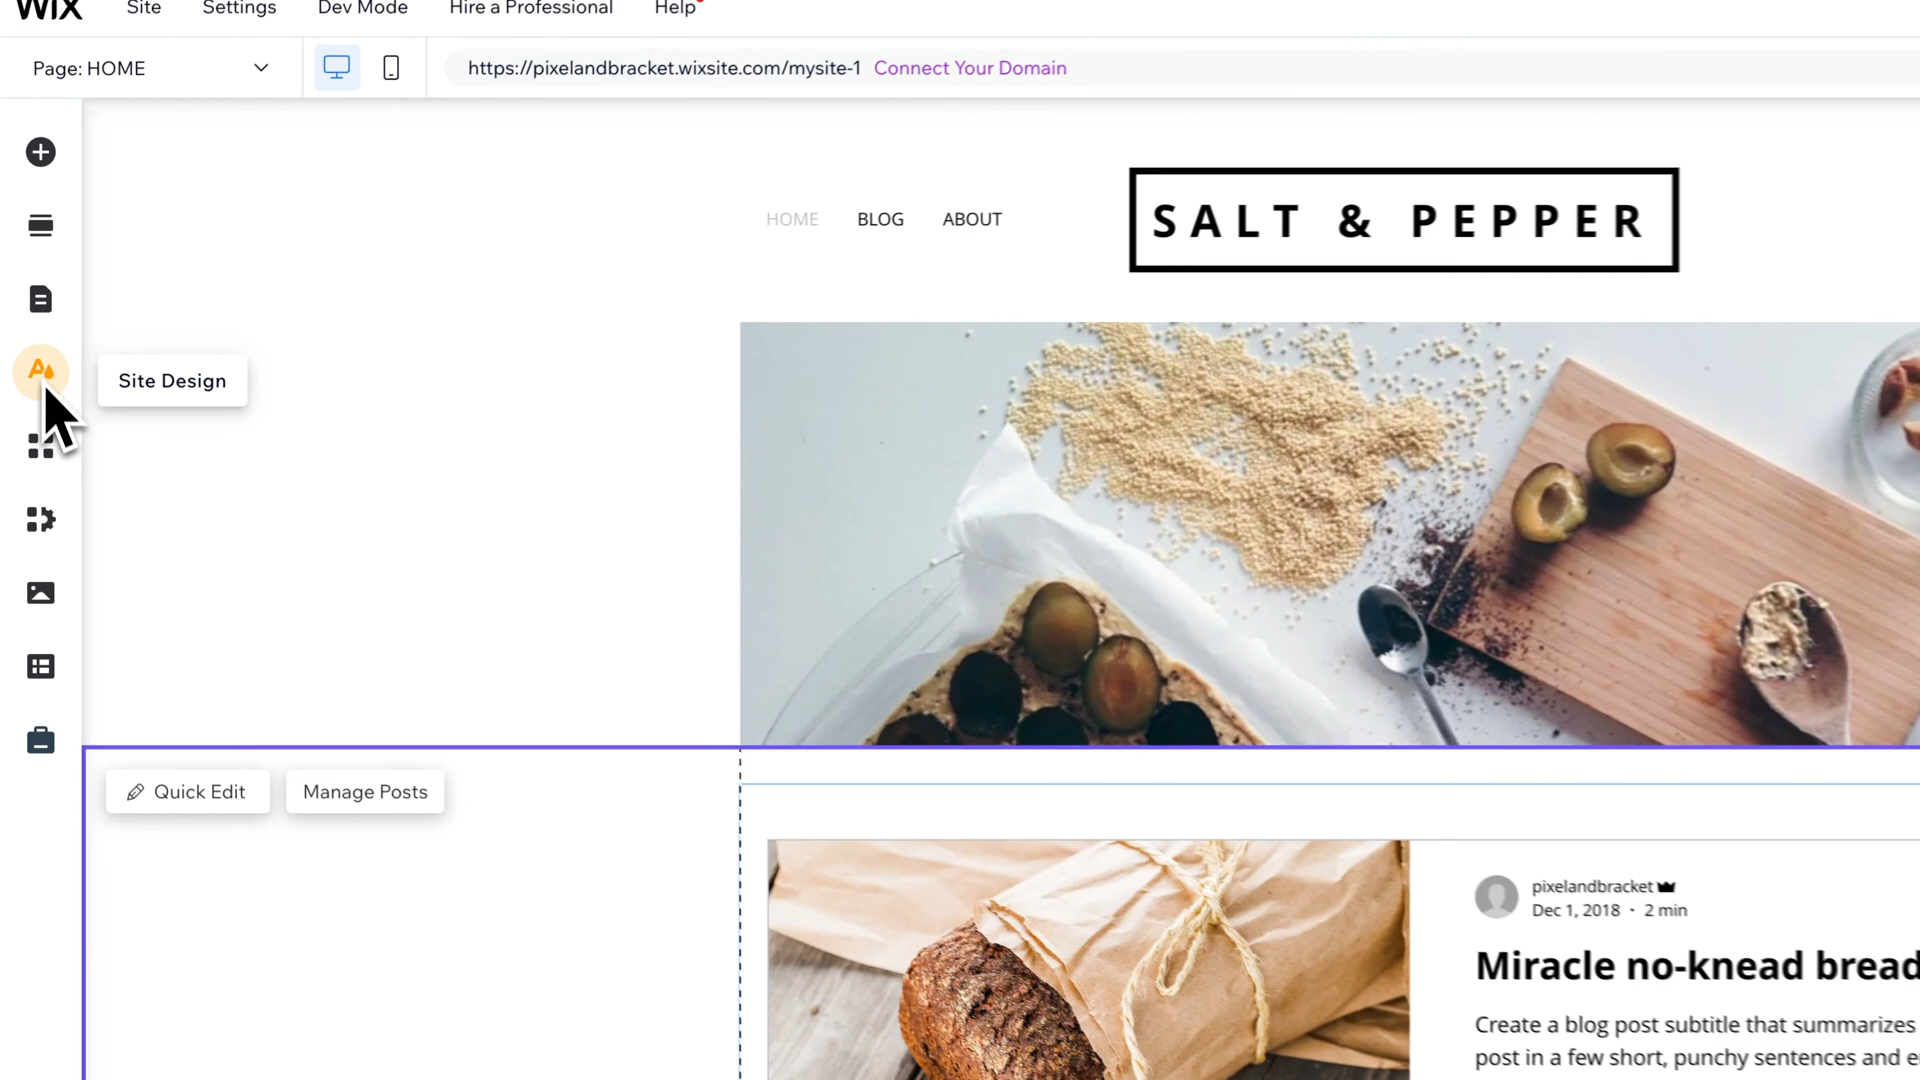 WIX Site Settings Dev Mode Hire a Professional Help
Page: HOME https://pixelandbracket.wixsite.com/mysite-1 Connect Your Domain
HOME BLOG ABOUT
SALT & PEPPER
Site Design
Quick Edit Manage Posts
pixelandbracket
Dec 1, 2018 · 2 min
Miracle no-knead bread
Create a blog post subtitle that summarizes
post in a few short, punchy sentences and